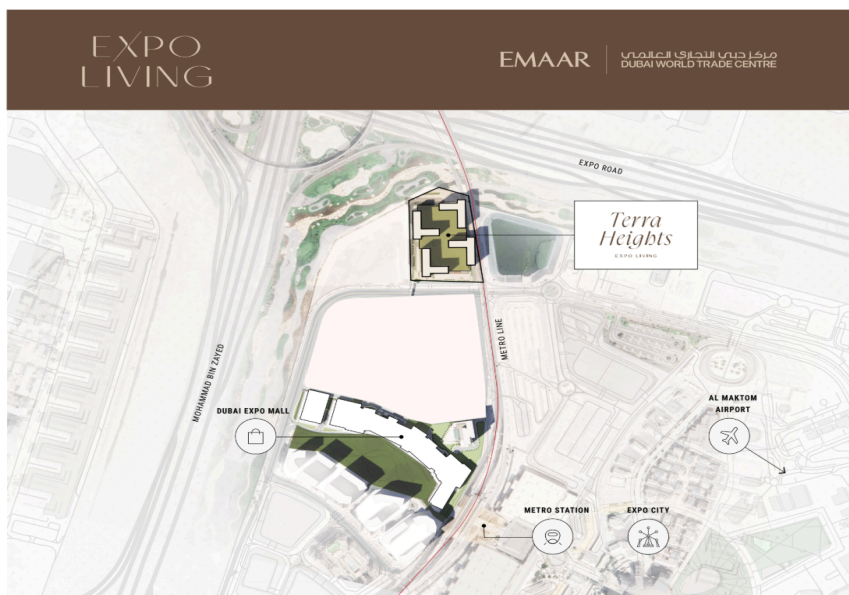 EXPO
LIVING
EMAAR
مركز دبي التجاري العالمي
DUBAI WORLD TRADE CENTRE
EXPO ROAD
Terra
Heights
EXPO LIVING
METRO LINE
MOHAMMAD BIN ZAYED
DUBAI EXPO MALL
AL MAKTOM
AIRPORT
METRO STATION
EXPO CITY